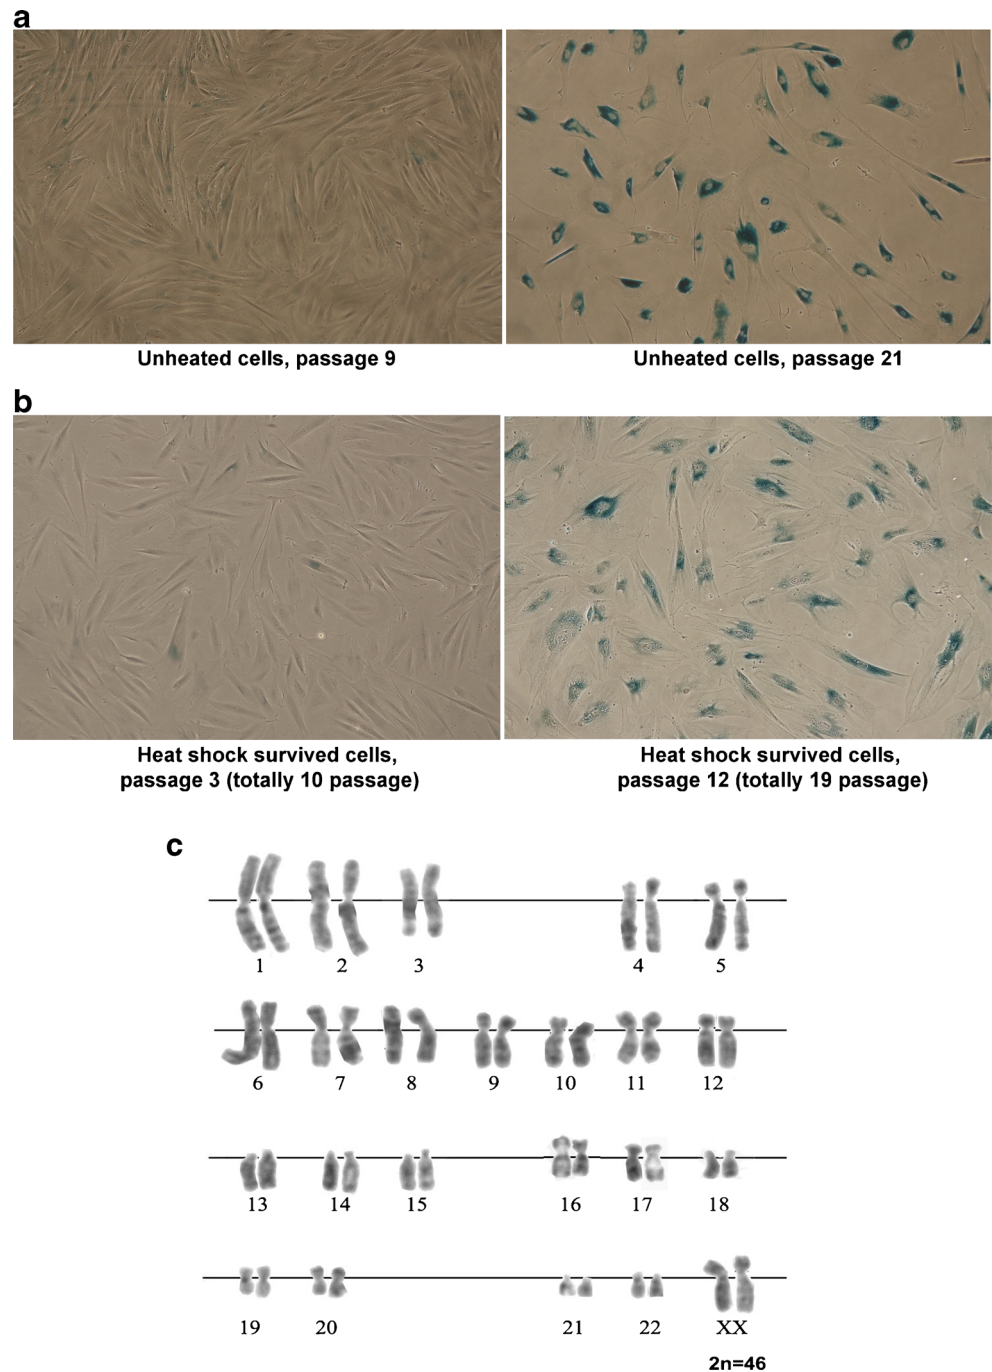 a
Unheated cells, passage 9
Unheated cells, passage 21
b
Heat shock survived cells,
passage 3 (totally 10 passage)
Heat shock survived cells,
passage 12 (totally 19 passage)
c
1 2 3 4 5
6 7 8 9 10 11 12
13 14 15 16 17 18
19 20 21 22 XX
2n=46